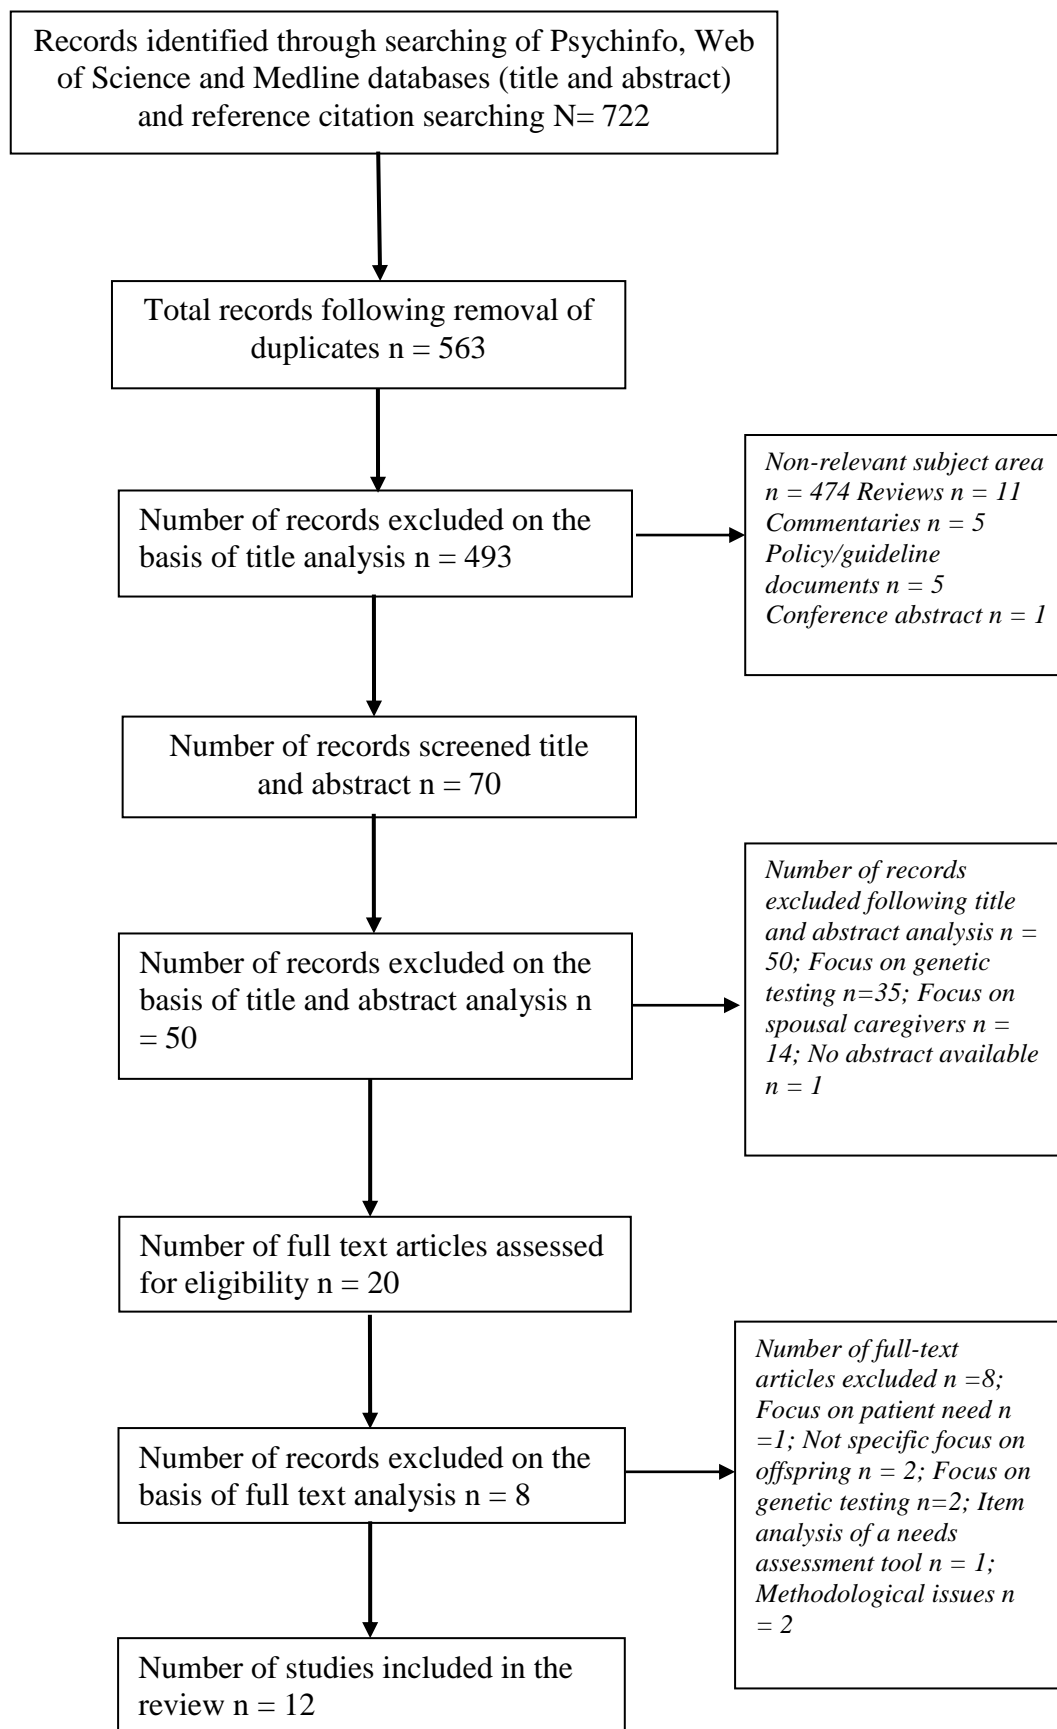 Records identified through searching of Psychinfo, Web
of Science and Medline databases (title and abstract)
and reference citation searching N= 722
Total records following removal of
duplicates n = 563
Number of records excluded on the
basis of title analysis n = 493
Non-relevant subject area
n = 474 Reviews n = 11
Commentaries n = 5
Policy/guideline
documents n = 5
Conference abstract n = 1
Number of records screened title
and abstract n = 70
Number of records excluded on the
basis of title and abstract analysis n
= 50
Number of records
excluded following title
and abstract analysis n =
50; Focus on genetic
testing n=35; Focus on
spousal caregivers n =
14; No abstract available
n = 1
Number of full text articles assessed
for eligibility n = 20
Number of records excluded on the
basis of full text analysis n = 8
Number of full-text
articles excluded n =8;
Focus on patient need n
=1; Not specific focus on
offspring n = 2; Focus on
genetic testing n=2; Item
analysis of a needs
assessment tool n = 1;
Methodological issues n
= 2
Number of studies included in the
review n = 12